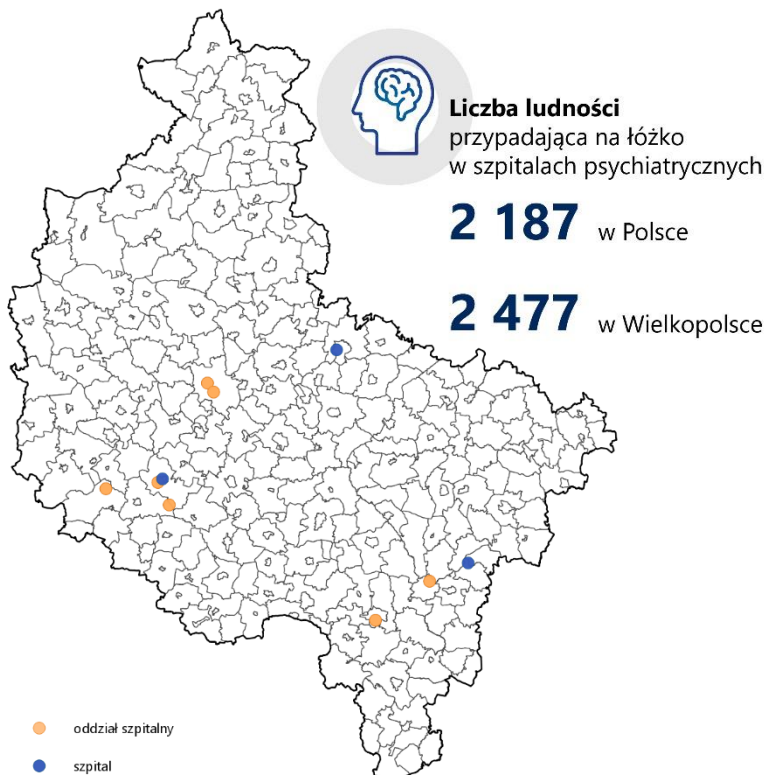 Liczba ludności
przypadająca na łóżko
w szpitalach psychiatrycznych
2 187 w Polsce
2 477 w Wielkopolsce
oddział szpitalny
szpital